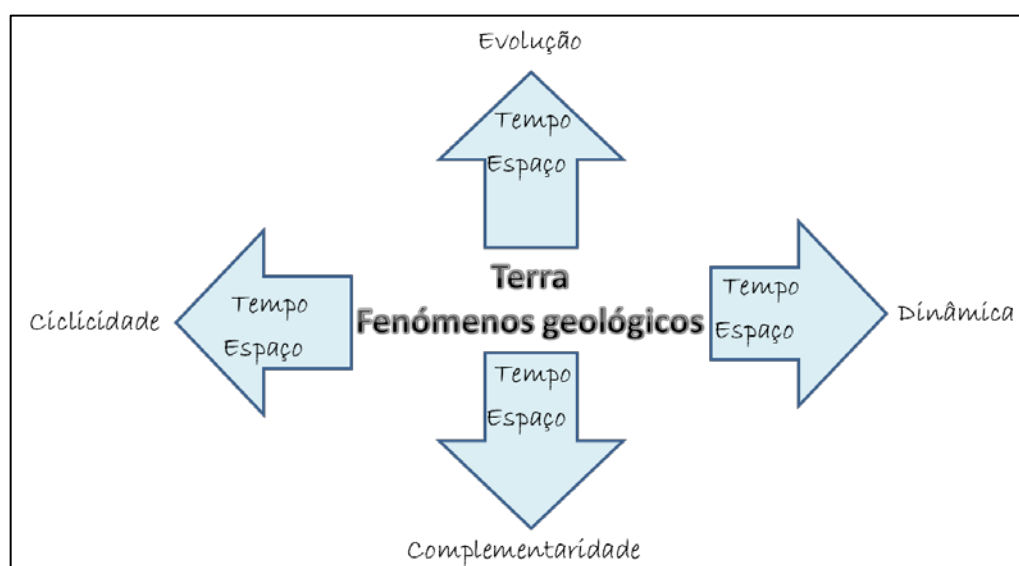 Evolução
Tempo
Espaço
Terra
Fenómenos geológicos
Tempo
Espaço
Ciclicidade
Tempo
Espaço
Dinâmica
Tempo
Espaço
Complementaridade